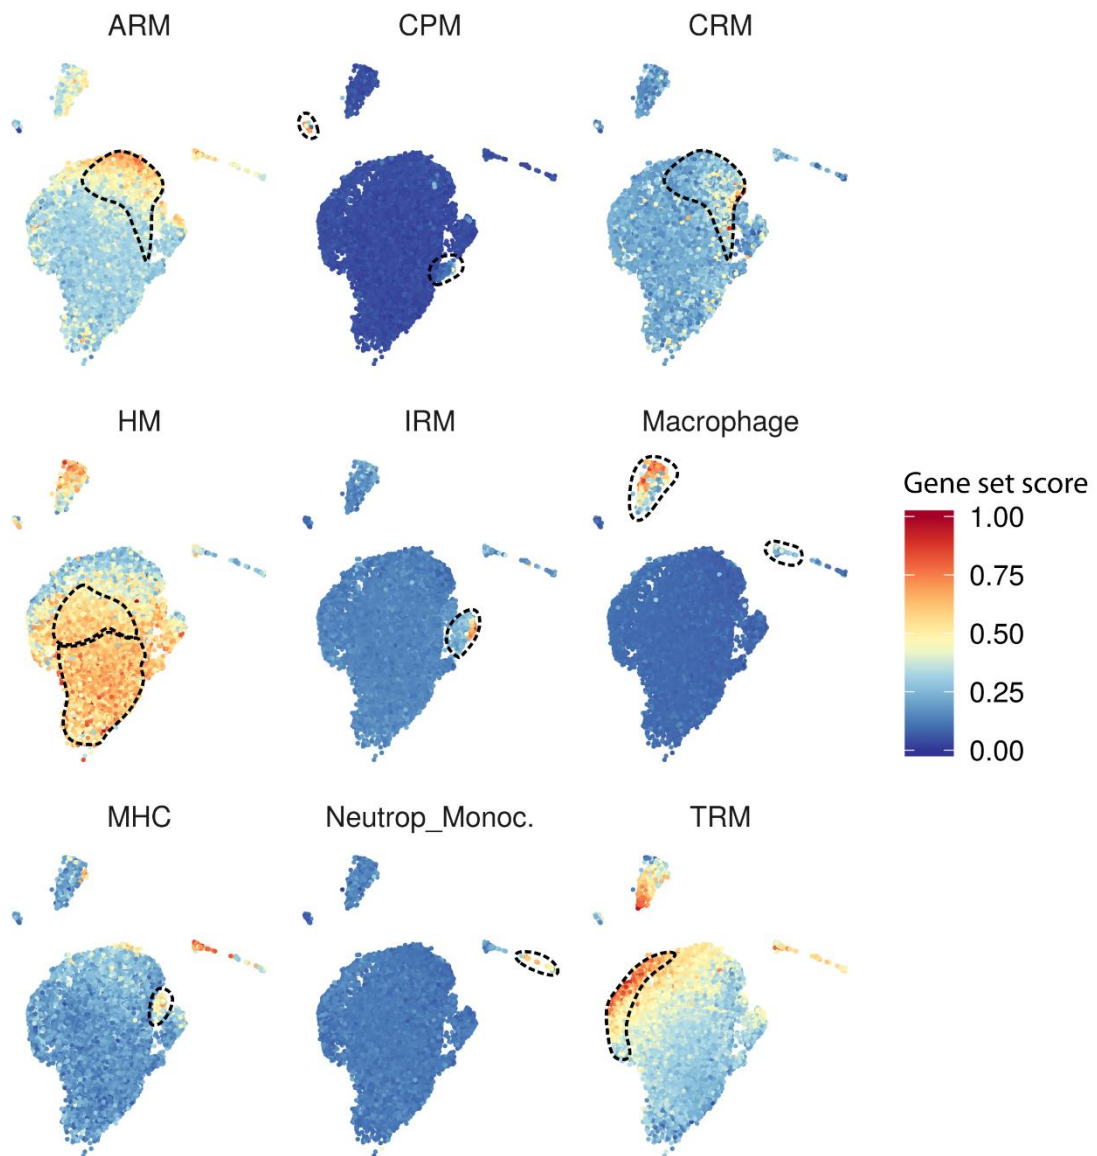 ARM
CPM
CRM
HM
IRM
Macrophage
Gene set score
1.00
0.75
0.50
0.25
0.00
MHC
Neutrop_Monoc.
TRM